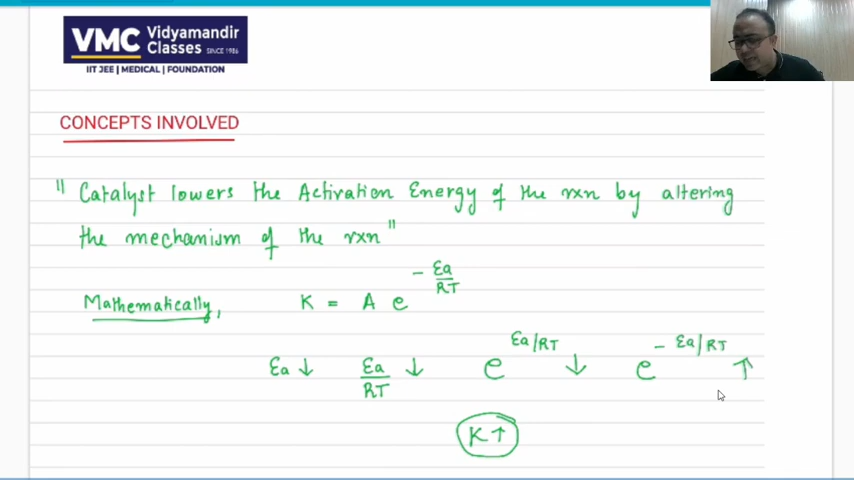 VMC Vidyamandir
Classes SINCE 1986
IIT JEE | MEDICAL | FOUNDATION
CONCEPTS INVOLVED
" Catalyst lowers the Activation Energy of the rxn by altering
the mechanism of the rxn "
Mathematically, K = A e^{-Ea/RT}
Ea ↓ Ea/RT ↓ e^{Ea/RT} ↓ e^{-Ea/RT} ↑
K ↑